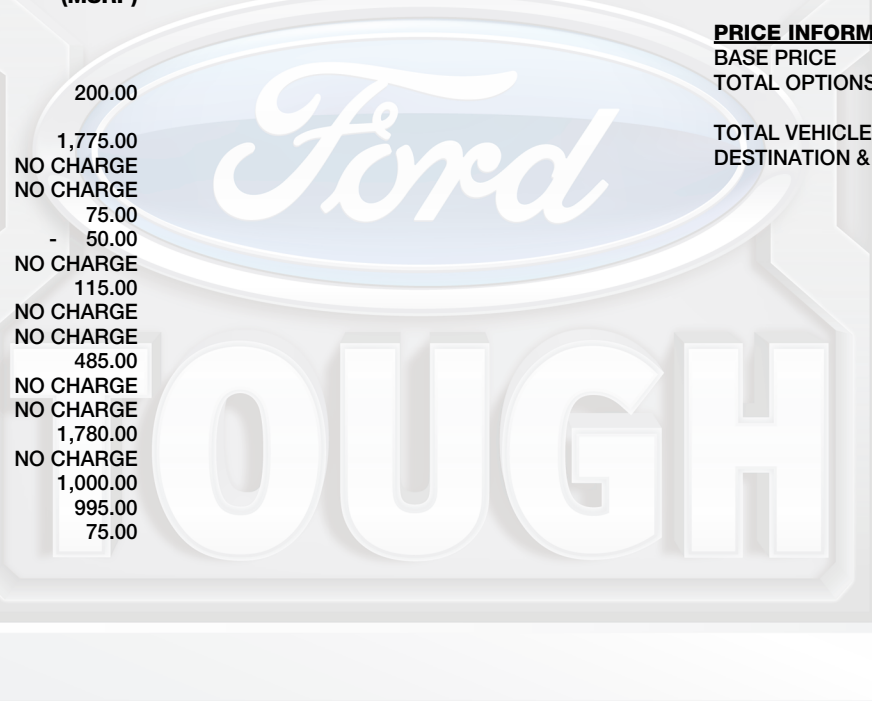 (MSRP)
200.00
1,775.00
NO CHARGE
NO CHARGE
75.00
- 50.00
NO CHARGE
115.00
NO CHARGE
NO CHARGE
485.00
NO CHARGE
NO CHARGE
1,780.00
NO CHARGE
1,000.00
995.00
75.00
PRICE INFORM
BASE PRICE
TOTAL OPTIONS
TOTAL VEHICLE
DESTINATION &
Ford
TOUGH